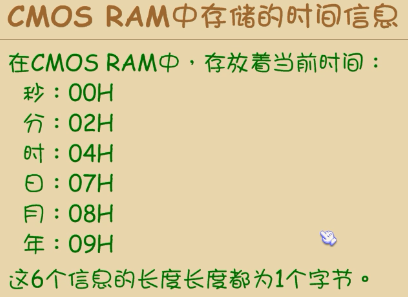 CMOS RAM中存储的时间信息
在CMOS RAM中，存放着当前时间：
秒：00H
分：02H
时：04H
日：07H
月：08H
年：09H
这6个信息的长度长度都为1个字节。